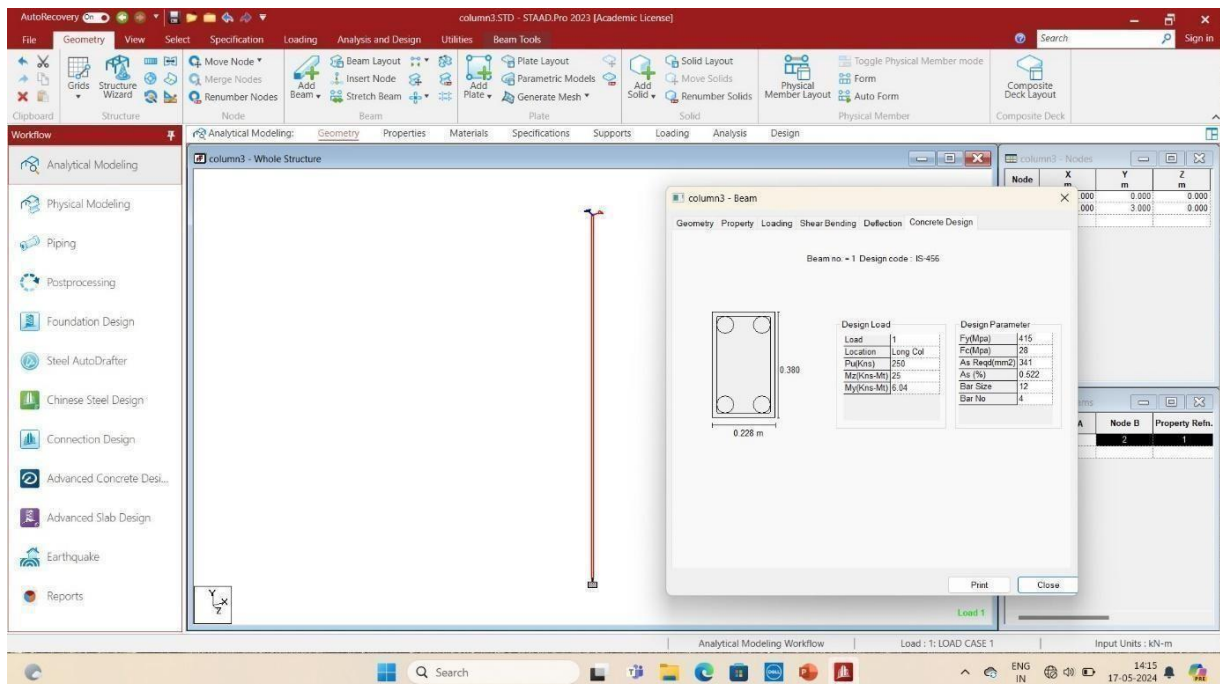 AutoRecovery On
column3.STD - STAAD.Pro 2023 [Academic License]
File Geometry View Select Specification Loading Analysis and Design Utilities Beam Tools Search Sign in
Move Node Beam Layout Plate Layout Solid Layout Toggle Physical Member mode
Merge Nodes Insert Node Parametric Models Move Solids Form
Renumber Nodes Stretch Beam Generate Mesh Renumber Solids Auto Form
Grids Structure Wizard Add Beam Add Plate Add Solid Physical Member Layout Composite Deck Layout
Clipboard Structure Node Beam Plate Solid Physical Member Composite Deck
Workflow
Analytical Modeling: Geometry Properties Materials Specifications Supports Loading Analysis Design
Analytical Modeling
Physical Modeling
Piping
Postprocessing
Foundation Design
Steel AutoDrafter
Chinese Steel Design
Connection Design
Advanced Concrete Desi...
Advanced Slab Design
Earthquake
Reports
column3 - Whole Structure
Y
X
Z
Load 1
column3 - Nodes
Node X m Y m Z m
.000 0.000 0.000
.000 3.000 0.000
column3 - Beam
Geometry Property Loading Shear Bending Deflection Concrete Design
Beam no. = 1 Design code : IS-456
0.380
0.228 m
Design Load
Load 1
Location Long Col
Pu(Kns) 250
Mz(Kns-Mt) 25
My(Kns-Mt) 6.04
Design Parameter
Fy(Mpa) 415
Fc(Mpa) 28
As Reqd(mm2) 341
As (%) 0.522
Bar Size 12
Bar No 4
Print Close
ams
A Node B Property Refn.
2 1
Analytical Modeling Workflow Load : 1: LOAD CASE 1 Input Units : kN-m
Search
ENG
IN
14:15
17-05-2024
PRE